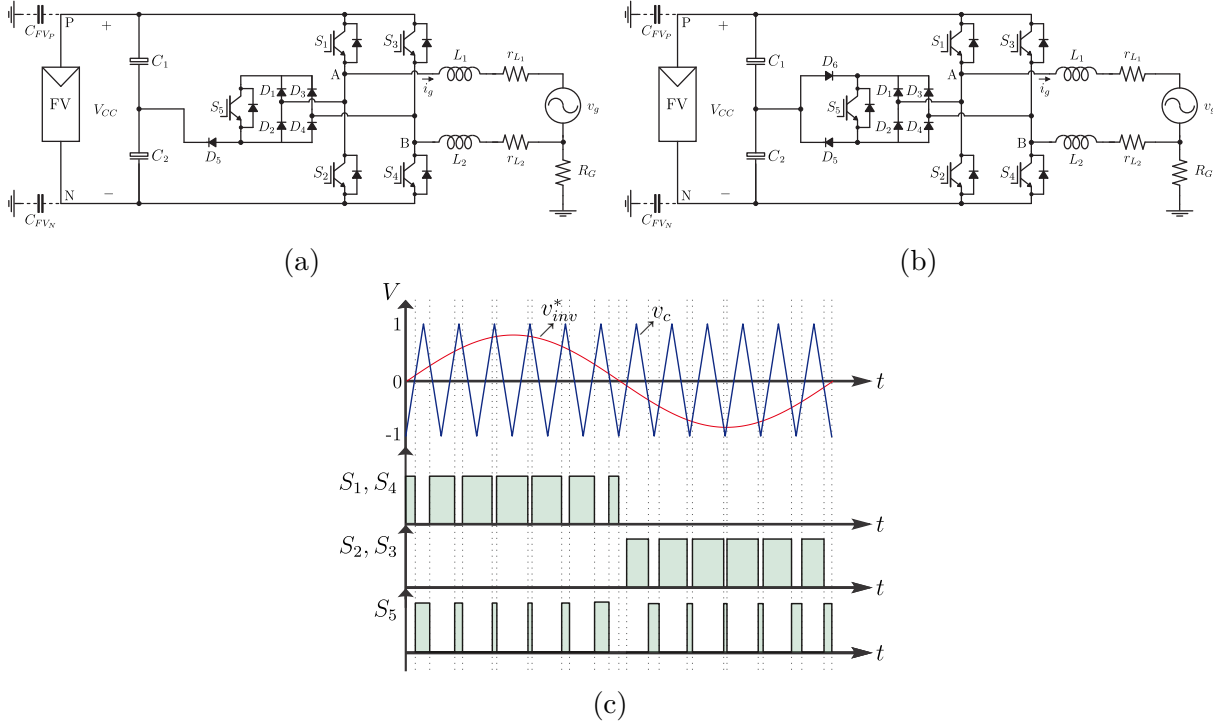 C_{FV_P} P + S_1 S_3
L_1 r_{L_1}
A i_g
C_1
FV V_{CC} S_5 D_1 D_3 v_g
D_2 D_4
B
D_5 L_2 r_{L_2}
C_2
S_2 S_4 R_G
N −
C_{FV_N}
(a)
C_{FV_P} P + S_1 S_3
L_1 r_{L_1}
D_6 A i_g
C_1
FV V_{CC} S_5 D_1 D_3 v_g
D_2 D_4
B
D_5 L_2 r_{L_2}
C_2
S_2 S_4 R_G
N −
C_{FV_N}
(b)
V
1 v^*_{inv} v_c
0 t
-1
S_1, S_4
t
S_2, S_3
t
S_5
t
(c)